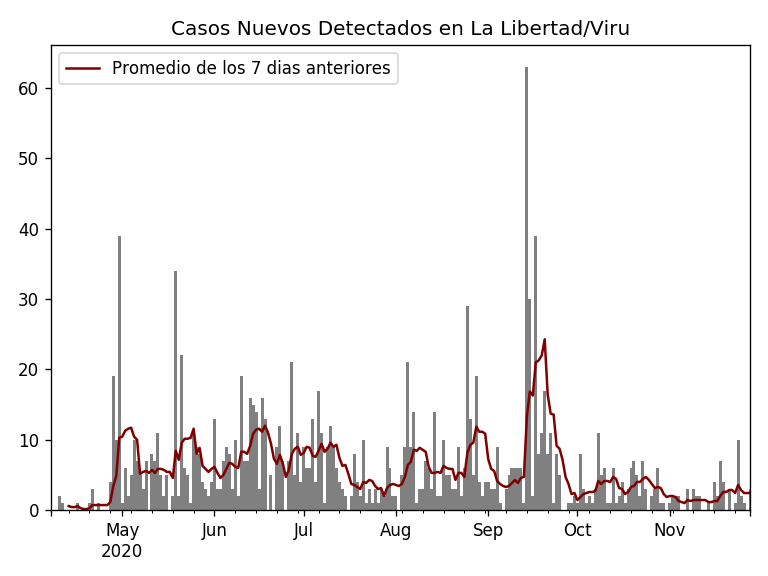 Casos Nuevos Detectados en La Libertad/Viru
Promedio de los 7 dias anteriores
60
50
40
30
20
10
0
May Jun Jul Aug Sep Oct Nov
2020